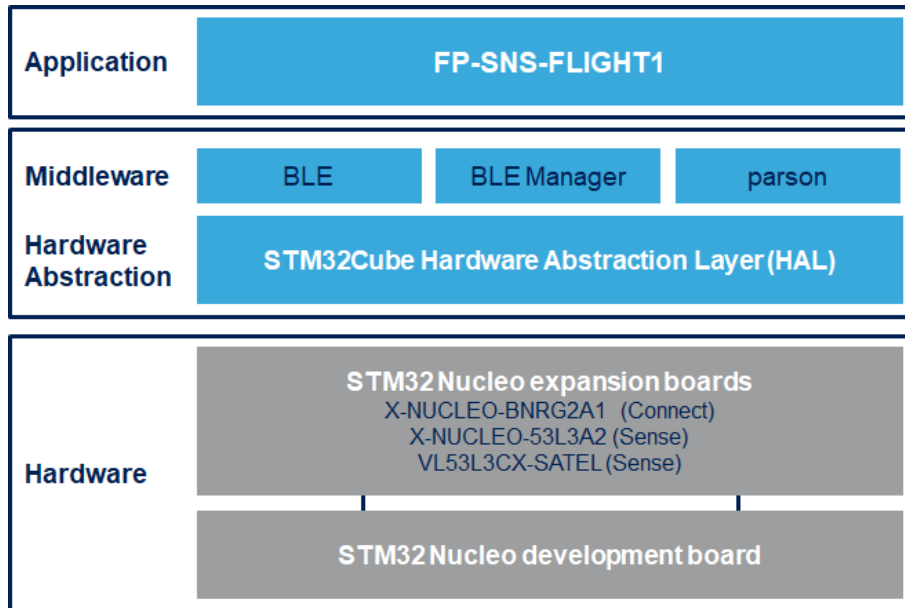 Application
FP-SNS-FLIGHT1
Middleware
BLE
BLE Manager
parson
Hardware
Abstraction
STM32Cube Hardware Abstraction Layer (HAL)
Hardware
STM32 Nucleo expansion boards
X-NUCLEO-BNRG2A1 (Connect)
X-NUCLEO-53L3A2 (Sense)
VL53L3CX-SATEL (Sense)
STM32 Nucleo development board